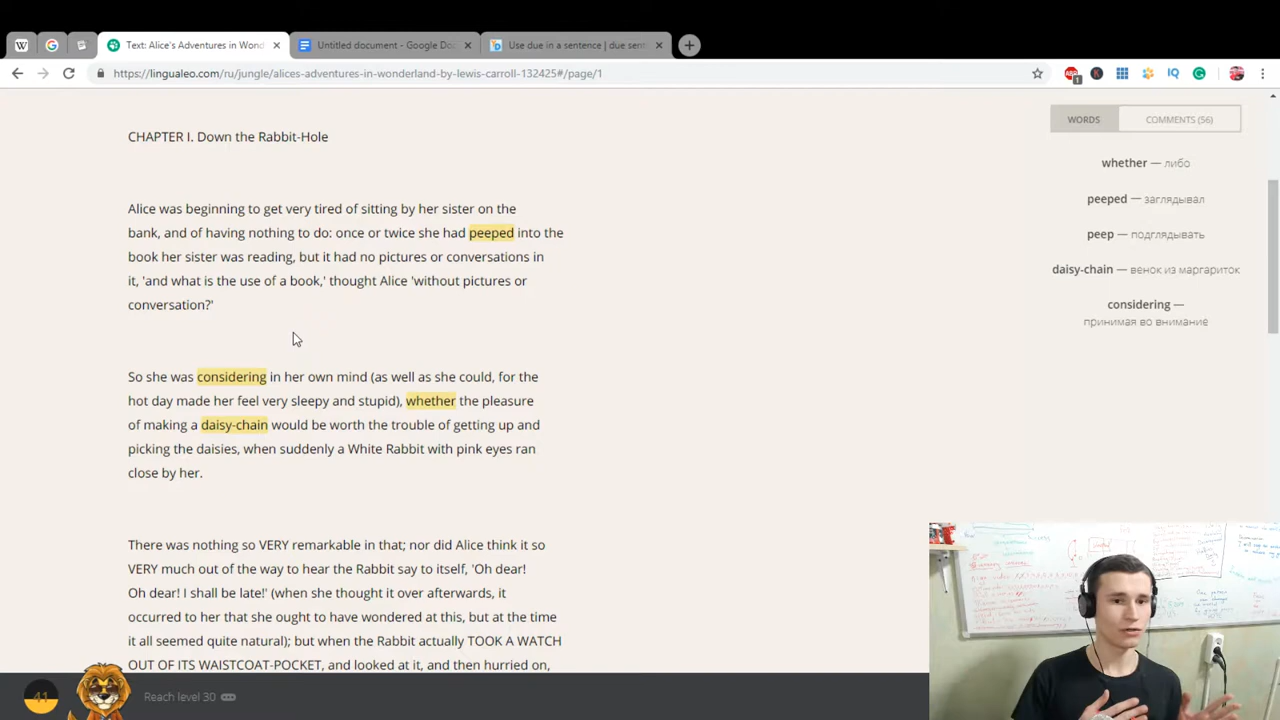 Text: Alice's Adventures in Wond
Untitled document - Google Do
Use due in a sentence | due sent
https://lingualeo.com/ru/jungle/alices-adventures-in-wonderland-by-lewis-carroll-132425#/page/1
CHAPTER I. Down the Rabbit-Hole
Alice was beginning to get very tired of sitting by her sister on the
bank, and of having nothing to do: once or twice she had peeped into the
book her sister was reading, but it had no pictures or conversations in
it, 'and what is the use of a book,' thought Alice 'without pictures or
conversation?'
So she was considering in her own mind (as well as she could, for the
hot day made her feel very sleepy and stupid), whether the pleasure
of making a daisy-chain would be worth the trouble of getting up and
picking the daisies, when suddenly a White Rabbit with pink eyes ran
close by her.
There was nothing so VERY remarkable in that; nor did Alice think it so
VERY much out of the way to hear the Rabbit say to itself, 'Oh dear!
Oh dear! I shall be late!' (when she thought it over afterwards, it
occurred to her that she ought to have wondered at this, but at the time
it all seemed quite natural); but when the Rabbit actually TOOK A WATCH
OUT OF ITS WAISTCOAT-POCKET, and looked at it, and then hurried on,
WORDS
COMMENTS (56)
whether — либо
peeped — заглядывал
peep — подглядывать
daisy-chain — венок из маргариток
considering —
принимая во внимание
41
Reach level 30